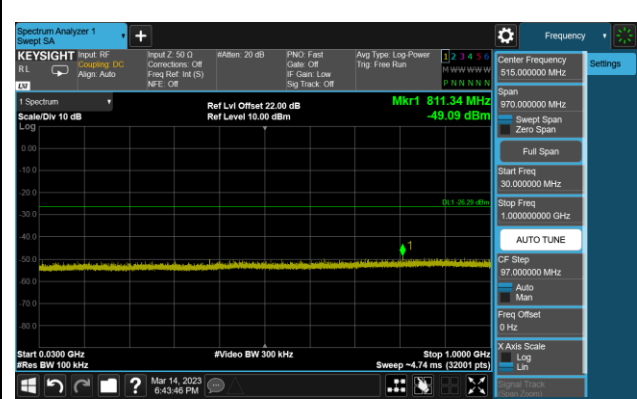 Spectrum Analyzer 1
Swept SA
Frequency
KEYSIGHT
RL
Input: RF
Coupling: DC
Align: Auto
Input Z: 50 Ω
Corrections: Off
Freq Ref: Int (S)
NFE: Off
#Atten: 20 dB
PNO: Fast
Gate: Off
IF Gain: Low
Sig Track: Off
Avg Type: Log-Power
Trig: Free Run
1 2 3 4 5 6
M W W W W W
P N N N N N
1 Spectrum
Scale/Div 10 dB
Log
Ref Lvl Offset 22.00 dB
Ref Level 10.00 dBm
Mkr1 811.34 MHz
-49.09 dBm
0.00
-10.0
-20.0
DL1 -26.29 dBm
-30.0
-40.0
1
-50.0
-60.0
-70.0
-80.0
Start 0.0300 GHz
#Res BW 100 kHz
#Video BW 300 kHz
Stop 1.0000 GHz
Sweep ~4.74 ms (32001 pts)
Mar 14, 2023
6:43:46 PM
Center Frequency
515.000000 MHz
Settings
Span
970.000000 MHz
Swept Span
Zero Span
Full Span
Start Freq
30.000000 MHz
Stop Freq
1.000000000 GHz
AUTO TUNE
CF Step
97.000000 MHz
Auto
Man
Freq Offset
0 Hz
X Axis Scale
Log
Lin
Signal Track
(Span Zoom)